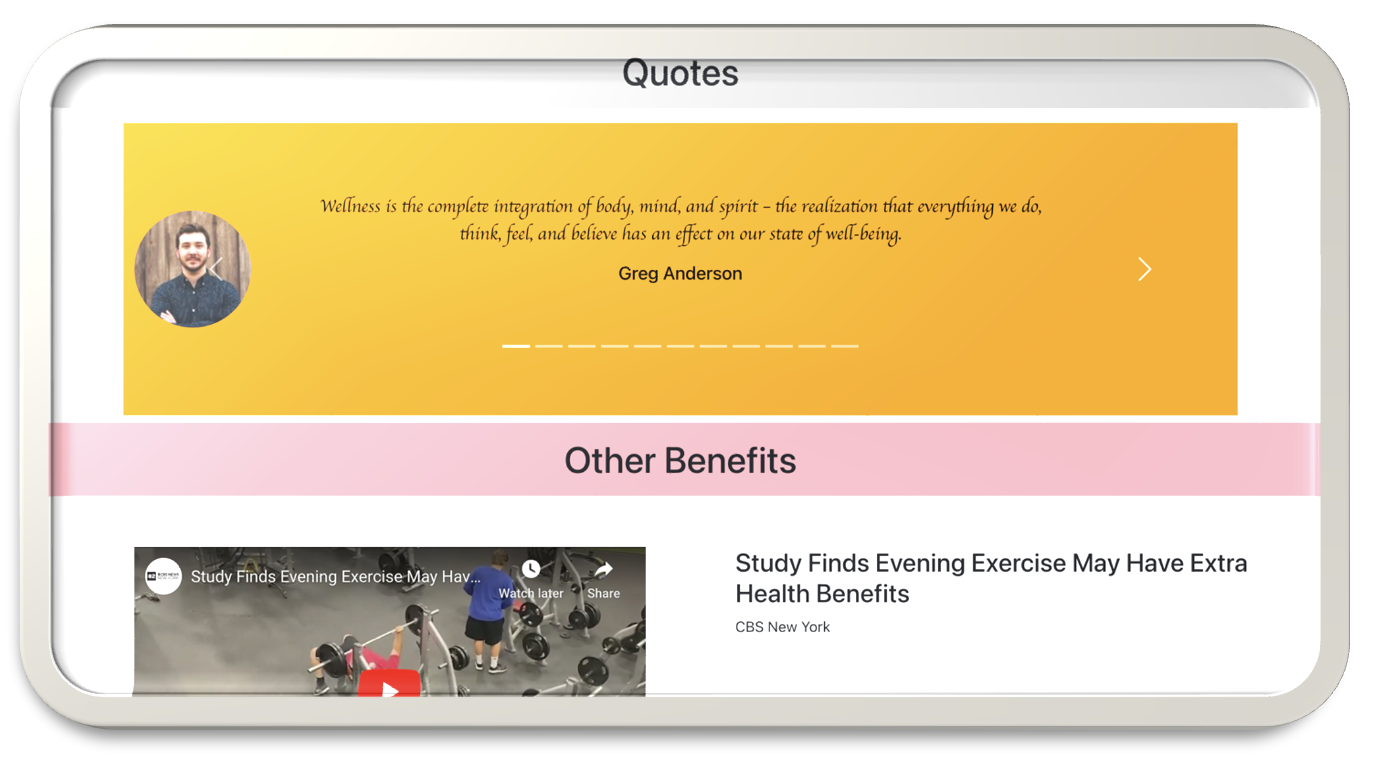 Quotes
Wellness is the complete integration of body, mind, and spirit – the realization that everything we do,
think, feel, and believe has an effect on our state of well-being.
Greg Anderson
Other Benefits
Study Finds Evening Exercise May Hav...
Watch later
Share
Study Finds Evening Exercise May Have Extra
Health Benefits
CBS New York